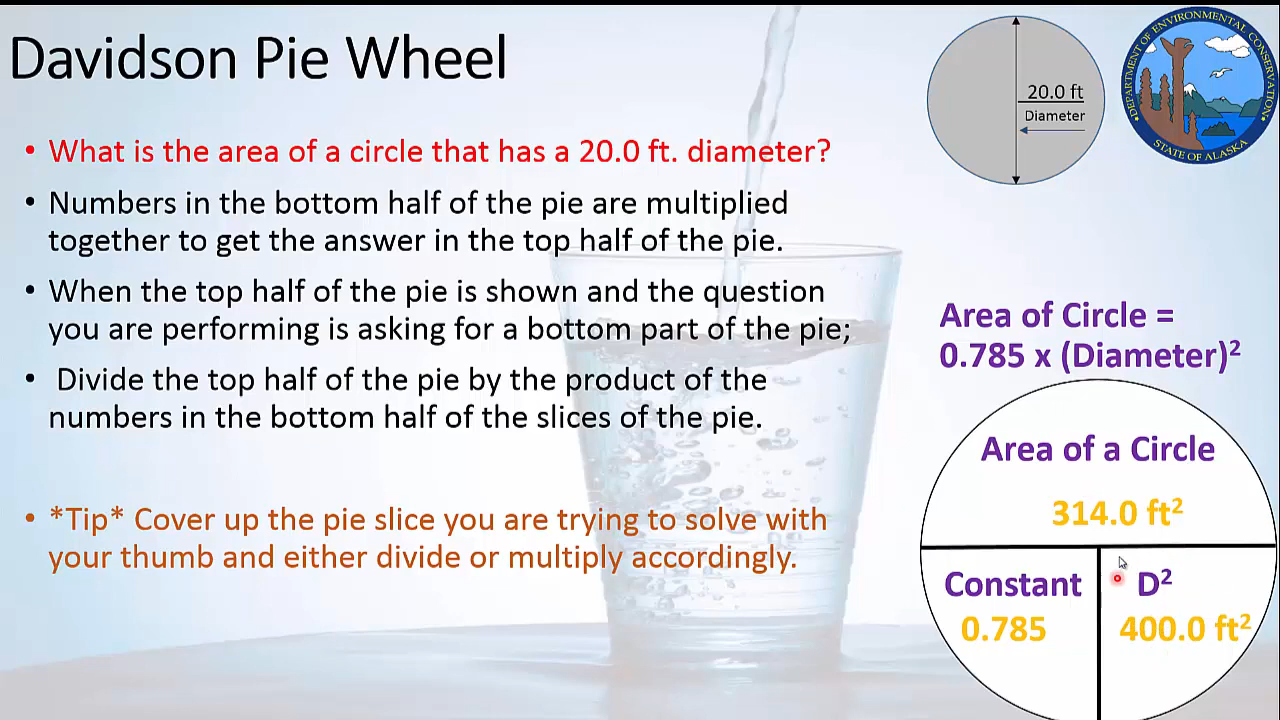 Davidson Pie Wheel
• What is the area of a circle that has a 20.0 ft. diameter?
• Numbers in the bottom half of the pie are multiplied
together to get the answer in the top half of the pie.
• When the top half of the pie is shown and the question
you are performing is asking for a bottom part of the pie;
• Divide the top half of the pie by the product of the
numbers in the bottom half of the slices of the pie.
• *Tip* Cover up the pie slice you are trying to solve with
your thumb and either divide or multiply accordingly.
20.0 ft
Diameter
DEPARTMENT OF ENVIRONMENTAL CONSERVATION
STATE OF ALASKA
Area of Circle =
0.785 x (Diameter)²
Area of a Circle
314.0 ft²
Constant
0.785
D²
400.0 ft²